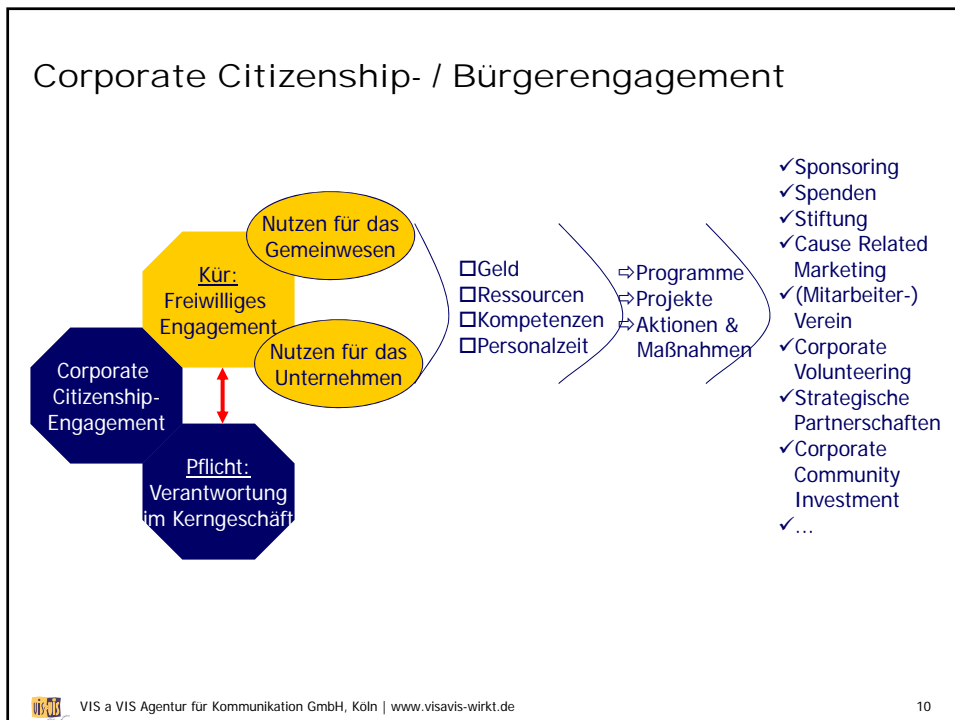 Corporate Citizenship- / Bürgerengagement
Corporate
Citizenship-
Engagement
Kür:
Freiwilliges
Engagement
Pflicht:
Verantwortung
im Kerngeschäft
Nutzen für das
Gemeinwesen
Nutzen für das
Unternehmen
Geld
Ressourcen
Kompetenzen
Personalzeit
⇨Programme
⇨Projekte
⇨Aktionen &
Maßnahmen
✓Sponsoring
✓Spenden
✓Stiftung
✓Cause Related
Marketing
✓(Mitarbeiter-)
Verein
✓Corporate
Volunteering
✓Strategische
Partnerschaften
✓Corporate
Community
Investment
✓...
VIS a VIS Agentur für Kommunikation GmbH, Köln | www.visavis-wirkt.de
10